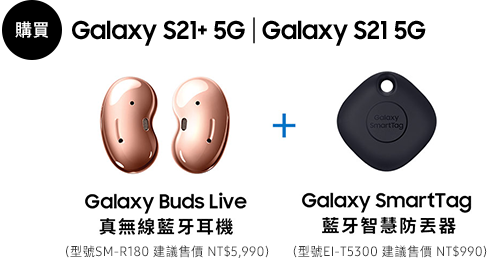 購買
Galaxy S21+ 5G | Galaxy S21 5G
Galaxy
SmartTag
Galaxy Buds Live
真無線藍牙耳機
(型號SM-R180 建議售價 NT$5,990)
Galaxy SmartTag
藍牙智慧防丟器
(型號EI-T5300 建議售價 NT$990)